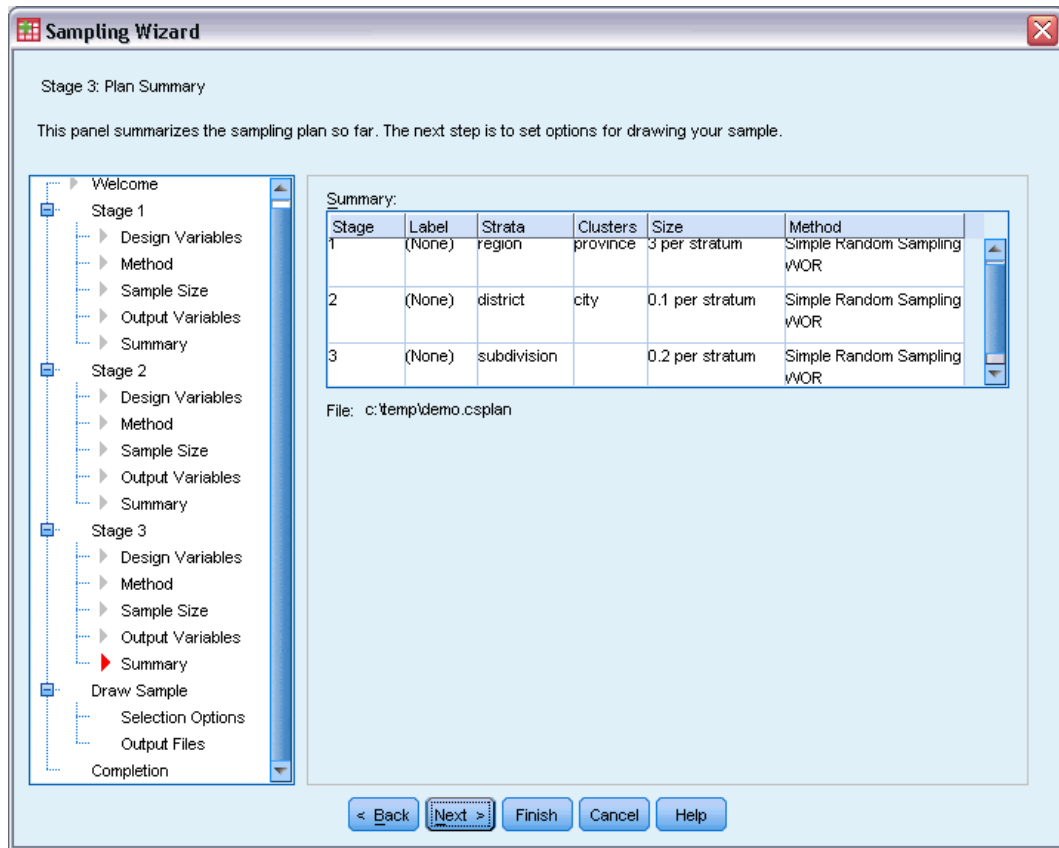 Sampling Wizard
Stage 3: Plan Summary
This panel summarizes the sampling plan so far. The next step is to set options for drawing your sample.
Welcome
Stage 1
Design Variables
Method
Sample Size
Output Variables
Summary
Stage 2
Design Variables
Method
Sample Size
Output Variables
Summary
Stage 3
Design Variables
Method
Sample Size
Output Variables
Summary
Draw Sample
Selection Options
Output Files
Completion
Summary:
Stage Label Strata Clusters Size Method
1 (None) region province 3 per stratum Simple Random Sampling
WOR
2 (None) district city 0.1 per stratum Simple Random Sampling
WOR
3 (None) subdivision 0.2 per stratum Simple Random Sampling
WOR
File: c:\temp\demo.csplan
< Back Next > Finish Cancel Help